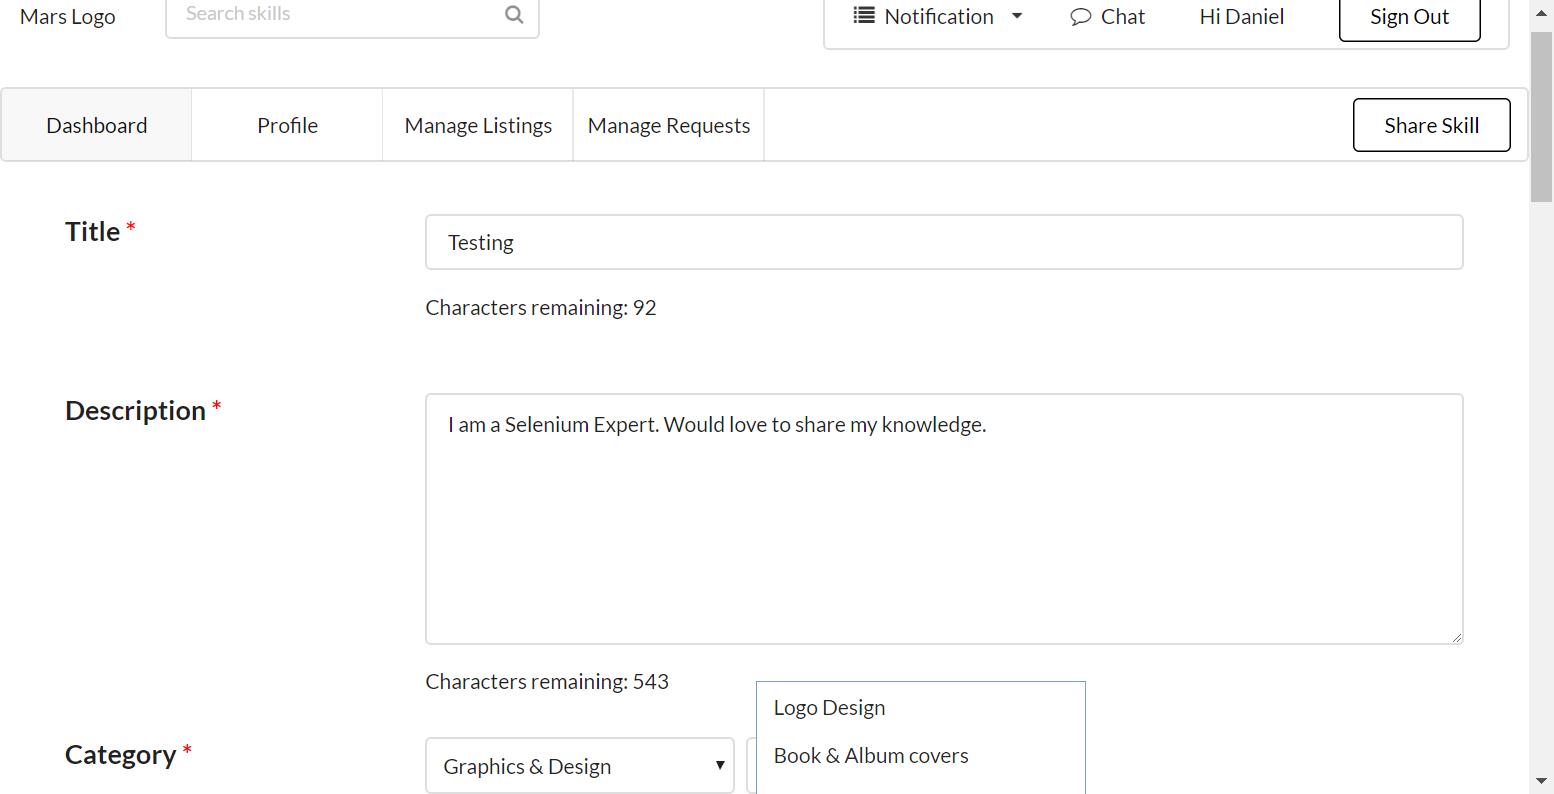 Mars Logo
Search skills
Notification
Chat
Hi Daniel
Sign Out
Dashboard
Profile
Manage Listings
Manage Requests
Share Skill
Title *
Testing
Characters remaining: 92
Description *
I am a Selenium Expert. Would love to share my knowledge.
Characters remaining: 543
Logo Design
Category *
Graphics & Design
Book & Album covers